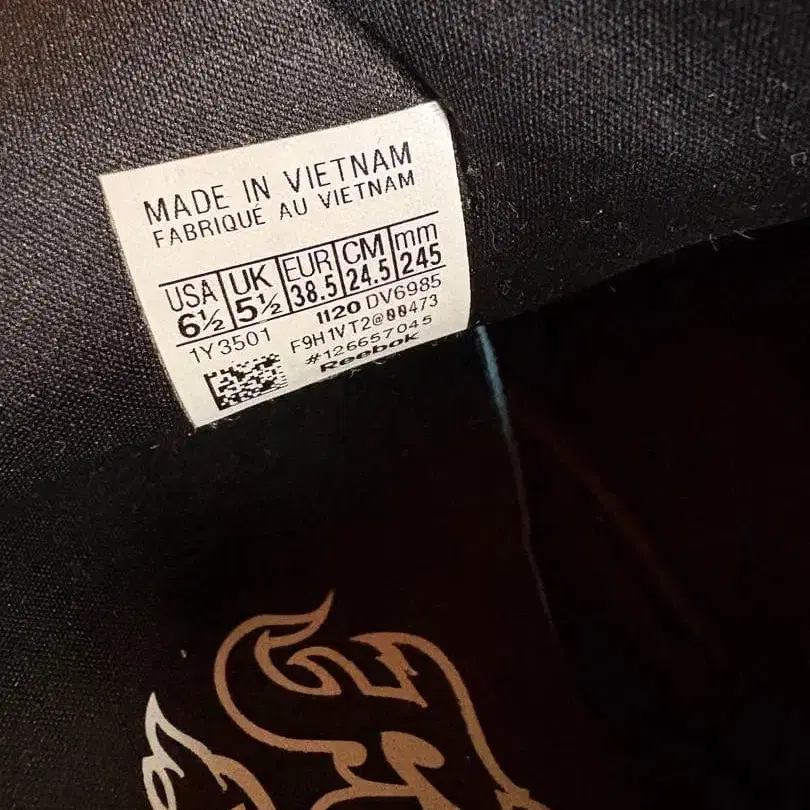 MADE IN VIETNAM
FABRIQUÉ AU VIETNAM
USA UK EUR CM mm
6½ 5½ 38.5 24.5 245
1120 DV6985
1Y3501 F9H1VT2@00473
#126657045
Reebok